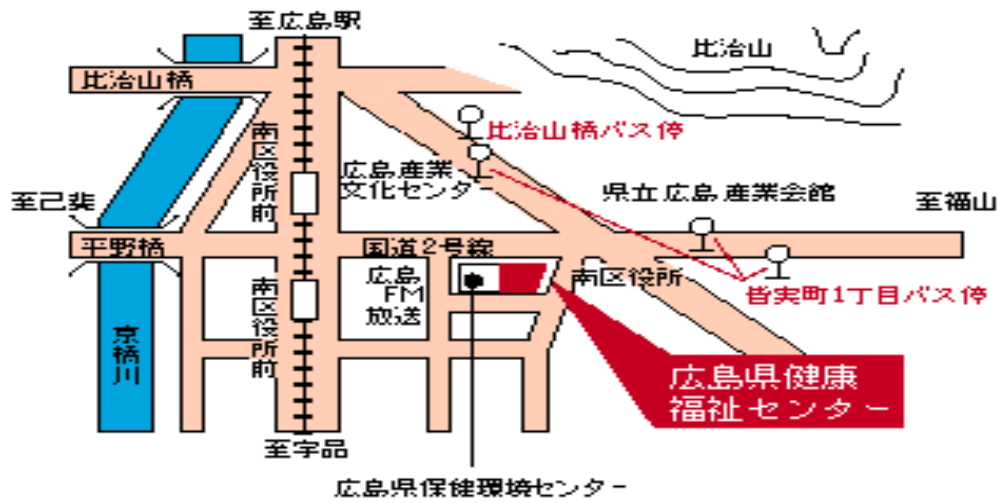 至広島駅
比治山
比治山橋
比治山橋バス停
南区役所前
広島産業
文化センター
県立広島産業会館
至己斐
至福山
平野橋
国道2号線
広島
FM
放送
南区役所
皆実町1丁目バス停
南区役所前
京橋川
広島県健康
福祉センター
至宇品
広島県保健環境センター